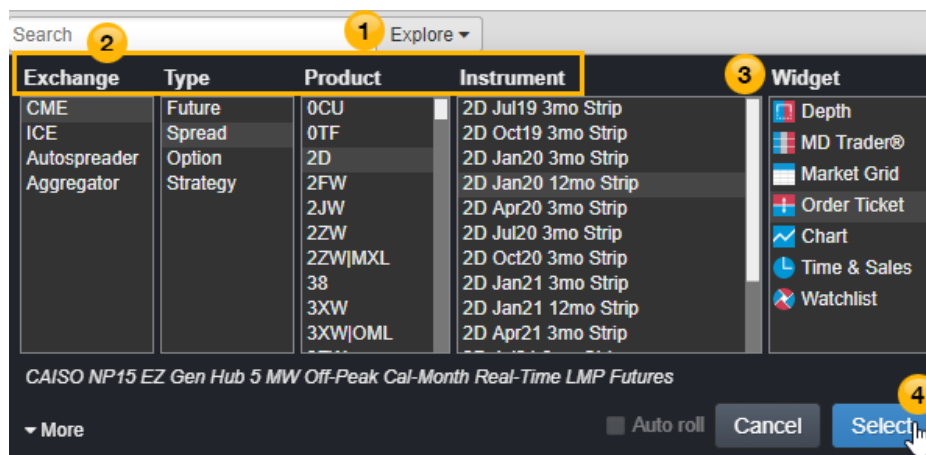 Search
1
Explore
2
Exchange
Type
Product
Instrument
3
Widget
CME
ICE
Autospreader
Aggregator
Future
Spread
Option
Strategy
0CU
0TF
2D
2FW
2JW
2ZW
2ZW|MXL
38
3XW
3XW|OML
2D Jul19 3mo Strip
2D Oct19 3mo Strip
2D Jan20 3mo Strip
2D Jan20 12mo Strip
2D Apr20 3mo Strip
2D Jul20 3mo Strip
2D Oct20 3mo Strip
2D Jan21 3mo Strip
2D Jan21 12mo Strip
2D Apr21 3mo Strip
Depth
MD Trader®
Market Grid
Order Ticket
Chart
Time & Sales
Watchlist
CAISO NP15 EZ Gen Hub 5 MW Off-Peak Cal-Month Real-Time LMP Futures
More
Auto roll
Cancel
Select
4